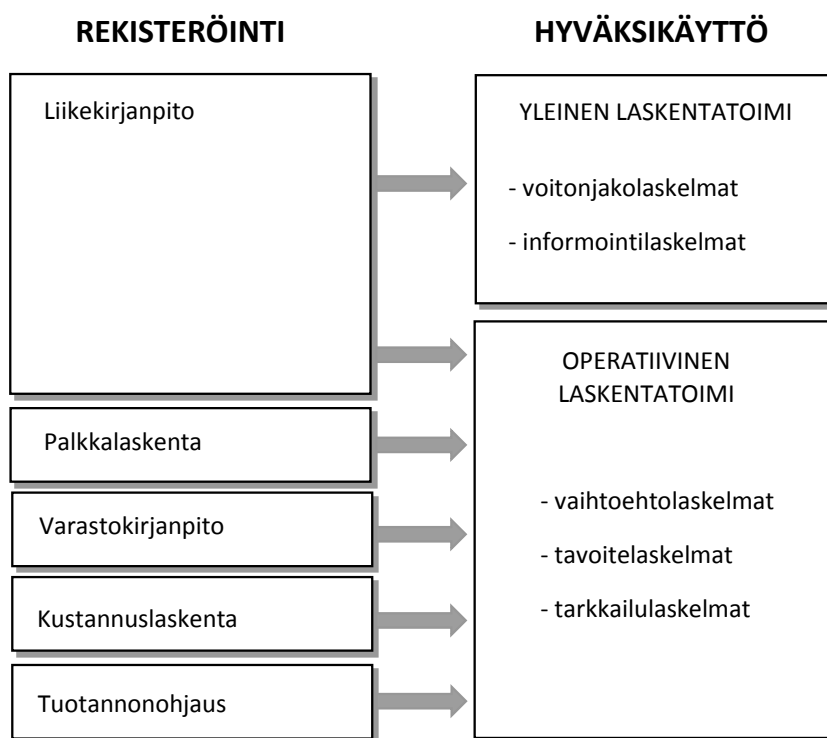 REKISTERÖINTI
HYVÄKSIKÄYTTÖ
Liikekirjanpito
Palkkalaskenta
Varastokirjanpito
Kustannuslaskenta
Tuotannonohjaus
YLEINEN LASKENTATOIMI
- voitonjakolaskelmat
- informointilaskelmat
OPERATIIVINEN
LASKENTATOIMI
- vaihtoehtolaskelmat
- tavoitelaskelmat
- tarkkailulaskelmat